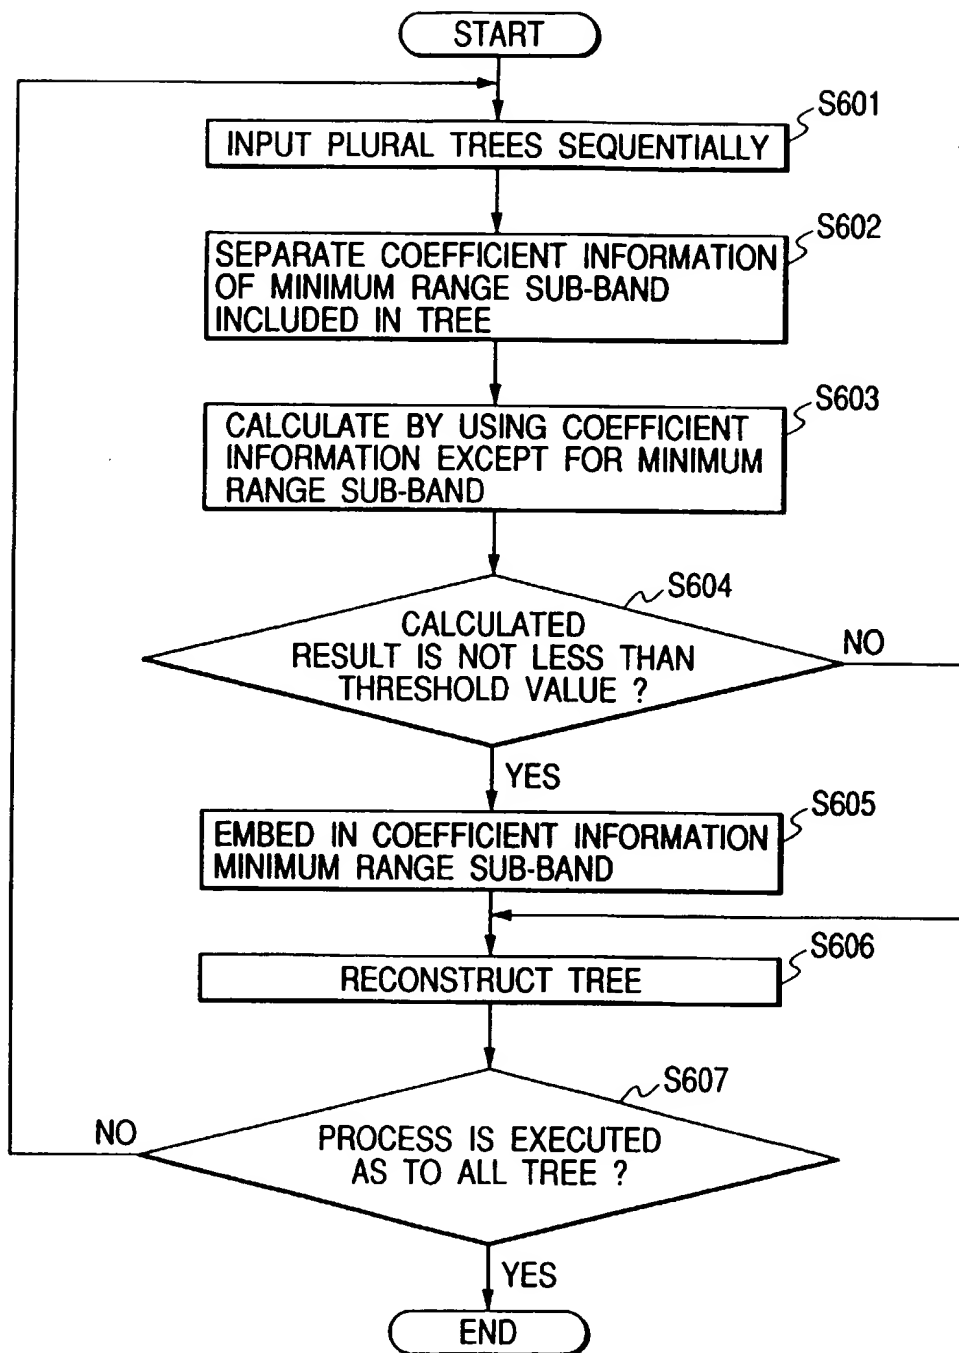 START
S601
INPUT PLURAL TREES SEQUENTIALLY
S602
SEPARATE COEFFICIENT INFORMATION
OF MINIMUM RANGE SUB-BAND
INCLUDED IN TREE
S603
CALCULATE BY USING COEFFICIENT
INFORMATION EXCEPT FOR MINIMUM
RANGE SUB-BAND
S604
CALCULATED
RESULT IS NOT LESS THAN
THRESHOLD VALUE ?
NO
YES
S605
EMBED IN COEFFICIENT INFORMATION
MINIMUM RANGE SUB-BAND
S606
RECONSTRUCT TREE
S607
NO
PROCESS IS EXECUTED
AS TO ALL TREE ?
YES
END